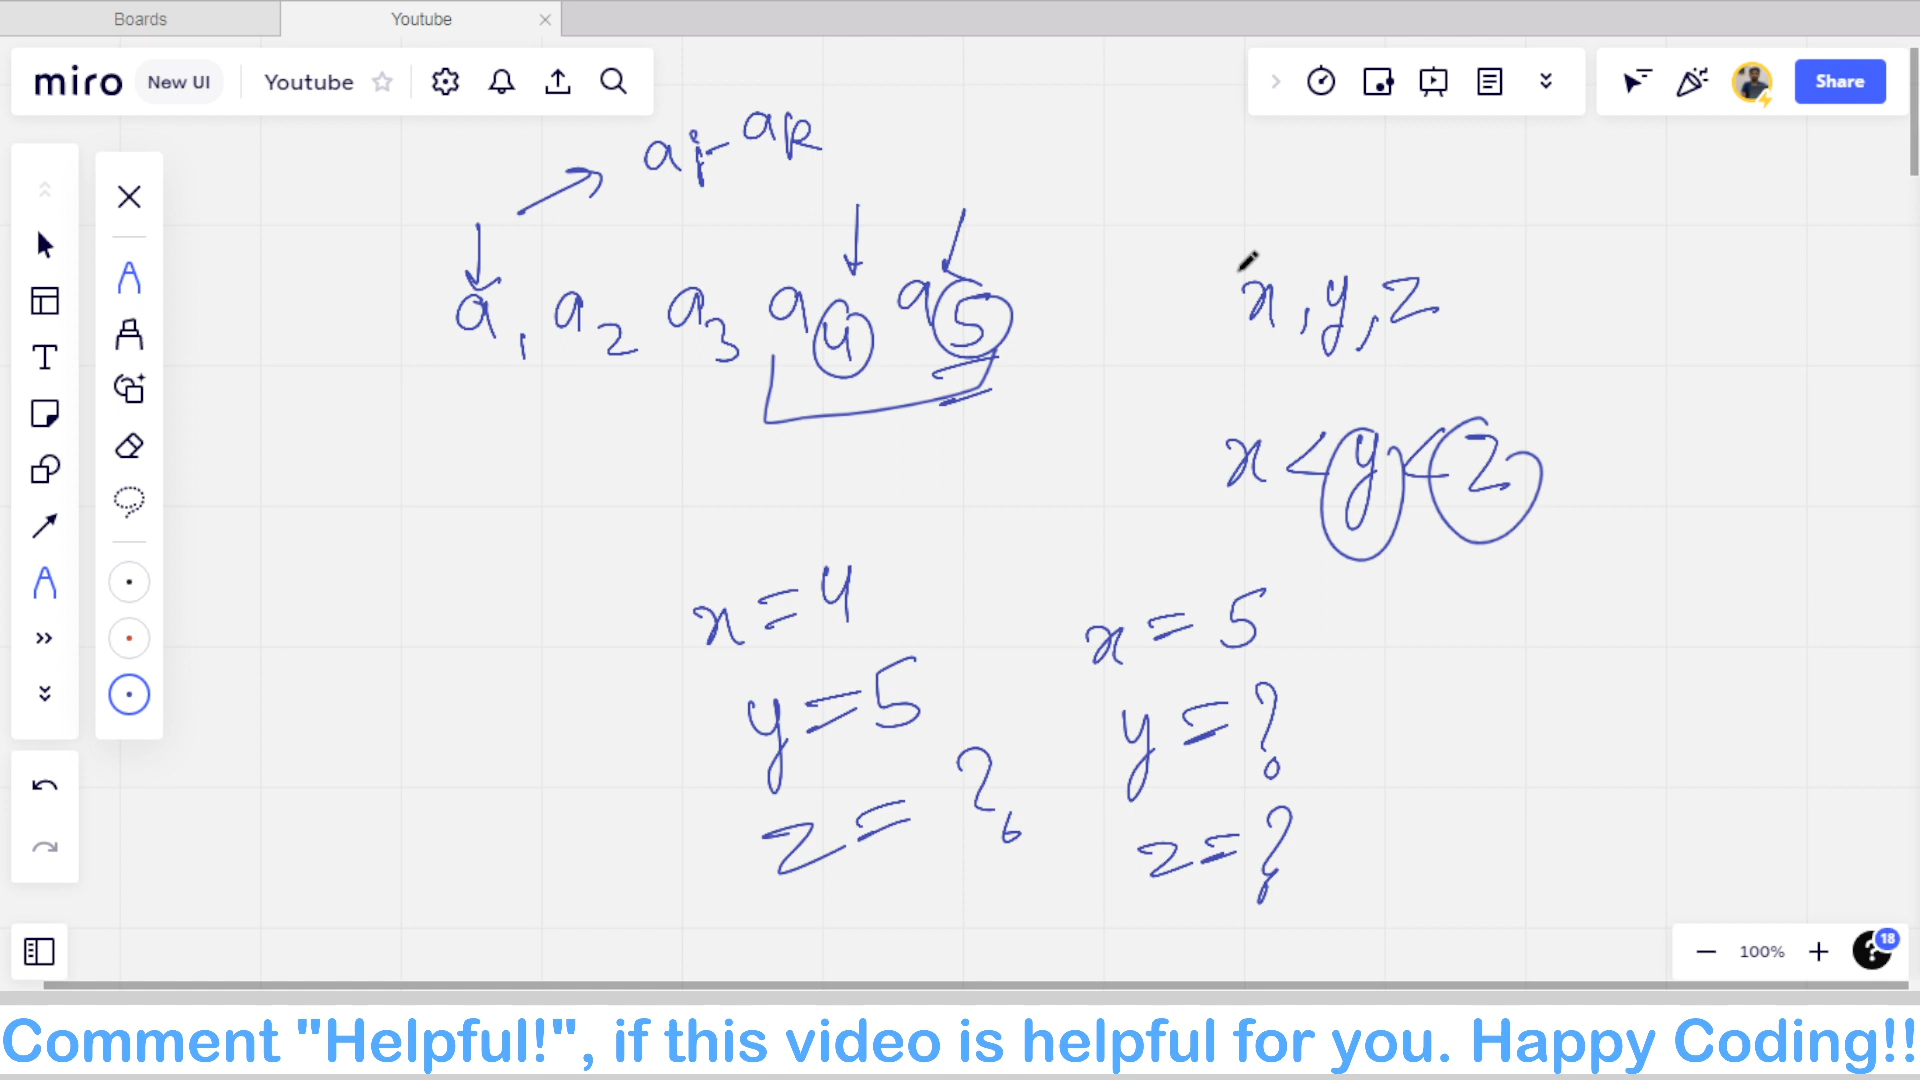 Boards
Youtube
miro
New UI
Youtube
Share
aj - ak
a1 a2 a3 a4 a5
x, y, z
x < y < z
x = 4
y = 5
z = ? 6
x = 5
y = ?
z = ?
T
100%
18
Comment "Helpful!", if this video is helpful for you. Happy Coding!!